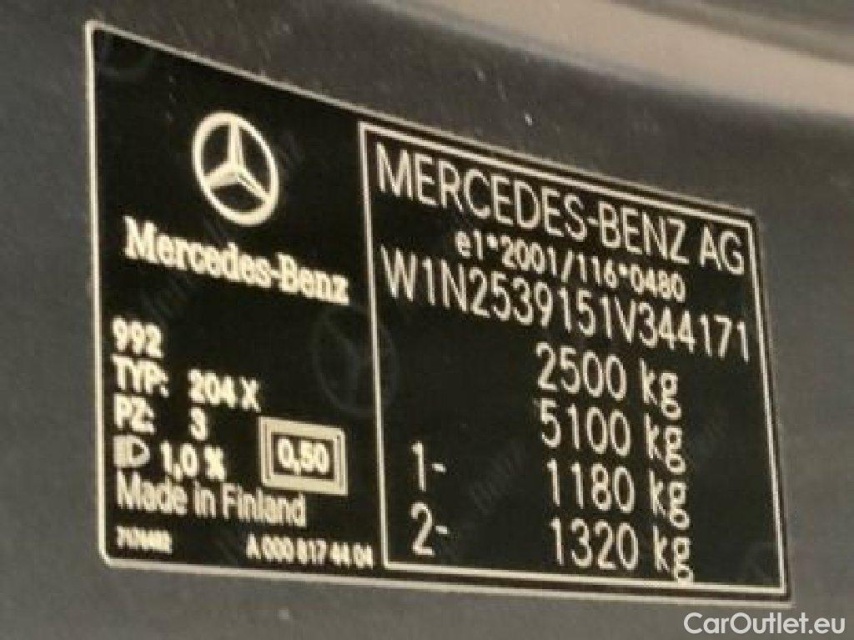 Mercedes-Benz
992
TYP: 204 X
PZ: 3
1,0 %
0,50
Made in Finland
A 000 817 44 04
MERCEDES-BENZ AG
e1*2001/116*0480
W1N2539151V344171
2500 kg
5100 kg
1- 1180 kg
2- 1320 kg
CarOutlet.eu